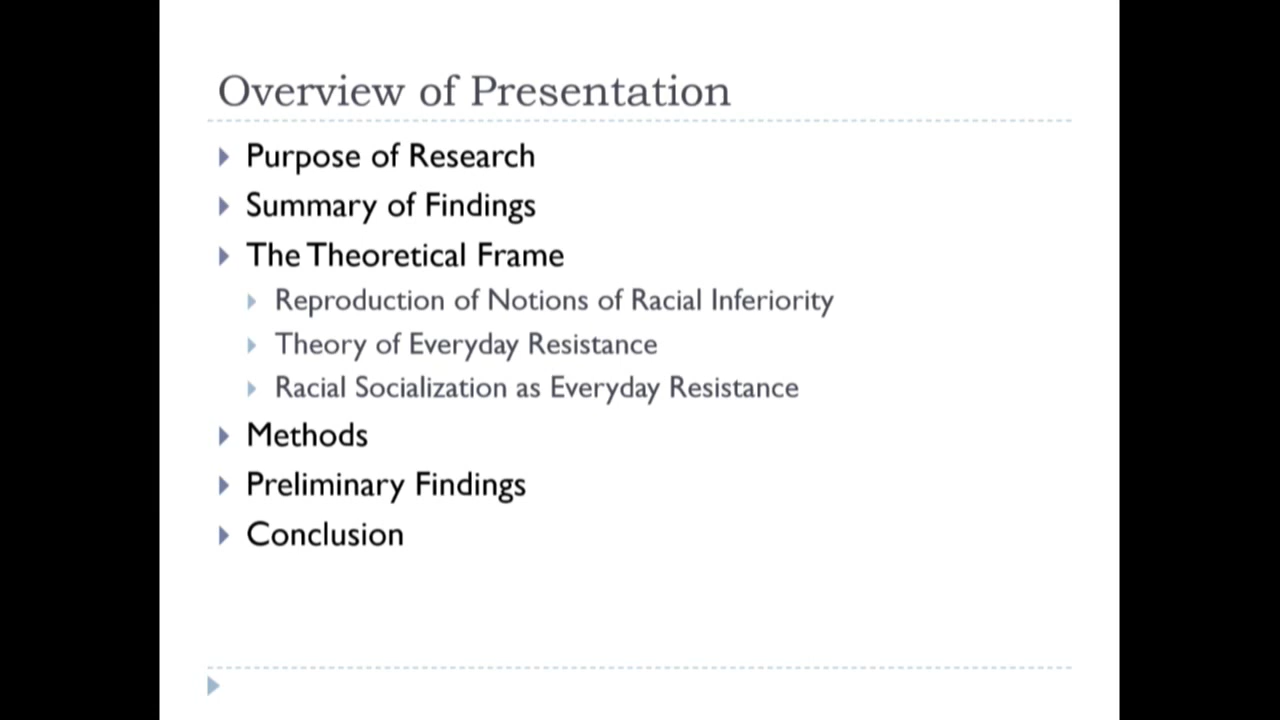 Overview of Presentation
Purpose of Research
Summary of Findings
The Theoretical Frame
Reproduction of Notions of Racial Inferiority
Theory of Everyday Resistance
Racial Socialization as Everyday Resistance
Methods
Preliminary Findings
Conclusion